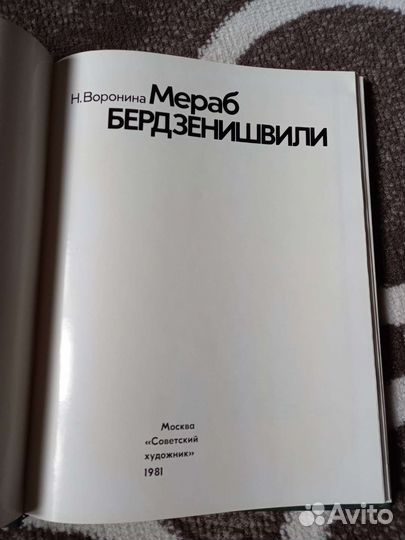 Н. Воронина Мераб
БЕРДЗЕНИШВИЛИ
Москва
«Советский
художник»
1981
Avito